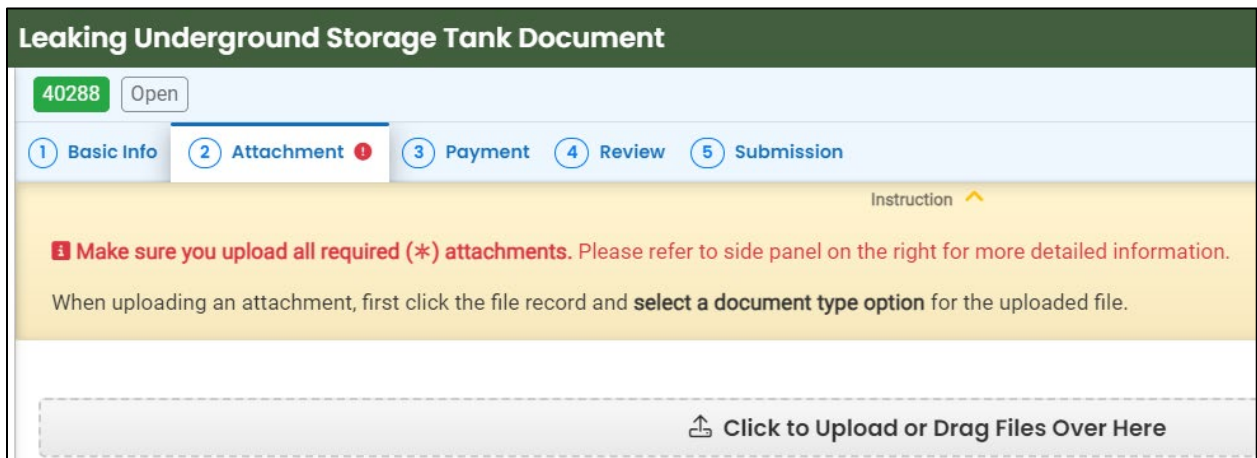 Leaking Underground Storage Tank Document
40288 Open
1 Basic Info 2 Attachment ! 3 Payment 4 Review 5 Submission
Instruction
Make sure you upload all required (*) attachments. Please refer to side panel on the right for more detailed information.
When uploading an attachment, first click the file record and select a document type option for the uploaded file.
Click to Upload or Drag Files Over Here